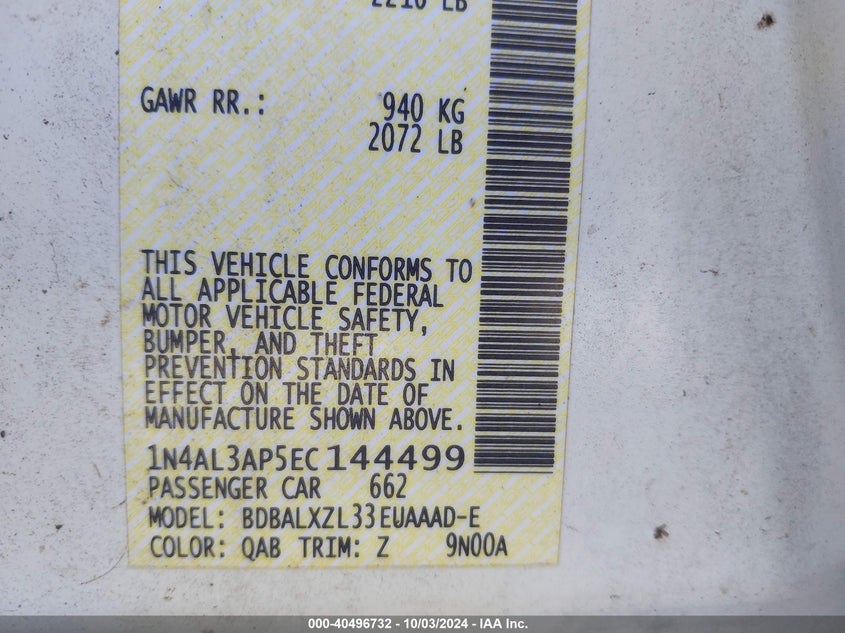 2210 LB
GAWR RR.: 940 KG
2072 LB
THIS VEHICLE CONFORMS TO
ALL APPLICABLE FEDERAL
MOTOR VEHICLE SAFETY,
BUMPER, AND THEFT
PREVENTION STANDARDS IN
EFFECT ON THE DATE OF
MANUFACTURE SHOWN ABOVE.
1N4AL3AP5EC144499
PASSENGER CAR 662
MODEL: BDBALXZL33EUAAAD-E
COLOR: QAB TRIM: Z 9N00A
000-40496732 - 10/03/2024 - IAA Inc.